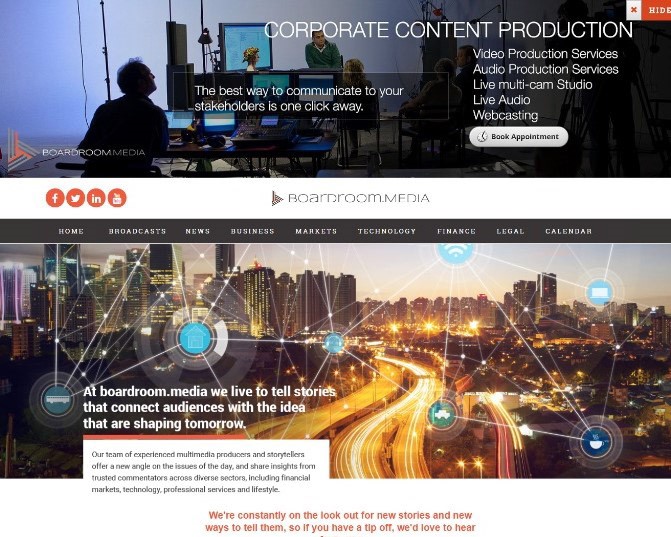 HIDE
CORPORATE CONTENT PRODUCTION
Video Production Services
Audio Production Services
Live multi-cam Studio
Live Audio
Webcasting
The best way to communicate to your
stakeholders is one click away.
Book Appointment
BOARDROOM.MEDIA
BOARDROOM.MEDIA
HOME BROADCASTS NEWS BUSINESS MARKETS TECHNOLOGY FINANCE LEGAL CALENDAR
At boardroom.media we live to tell stories
that connect audiences with the idea
that are shaping tomorrow.
Our team of experienced multimedia producers and storytellers
offer a new angle on the issues of the day, and share insights from
trusted commentators across diverse sectors, including financial
markets, technology, professional services and lifestyle.
We're constantly on the look out for new stories and new
ways to tell them, so if you have a tip off, we'd love to hear